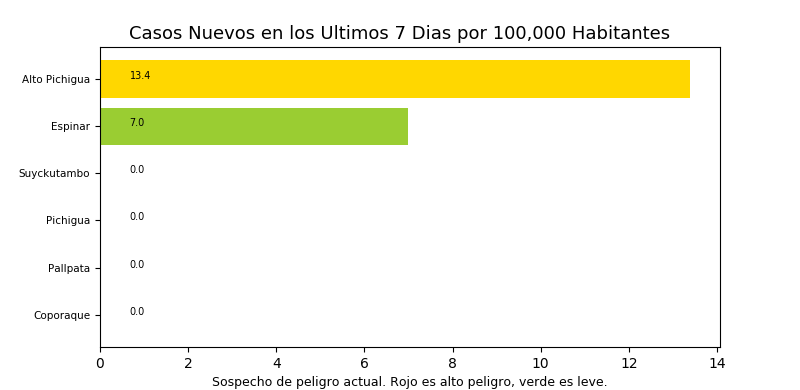 Casos Nuevos en los Ultimos 7 Dias por 100,000 Habitantes
Alto Pichigua 13.4
Espinar 7.0
Suyckutambo 0.0
Pichigua 0.0
Pallpata 0.0
Coporaque 0.0
0 2 4 6 8 10 12 14
Sospecho de peligro actual. Rojo es alto peligro, verde es leve.